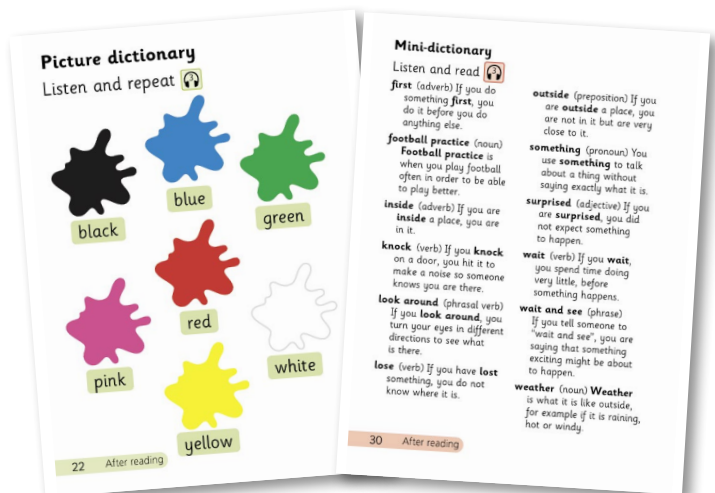 Picture dictionary
Listen and repeat 3
black
blue
green
red
pink
white
yellow
22 After reading
Mini-dictionary
Listen and read 3
first (adverb) If you do
something first, you
do it before you do
anything else.
football practice (noun)
Football practice is
when you play football
often in order to be able
to play better.
inside (adverb) If you are
inside a place, you are
in it.
knock (verb) If you knock
on a door, you hit it to
make a noise so someone
knows you are there.
look around (phrasal verb)
If you look around, you
turn your eyes in different
directions to see what
is there.
lose (verb) If you have lost
something, you do not
know where it is.
outside (preposition) If you
are outside a place, you
are not in it but are very
close to it.
something (pronoun) You
use something to talk
about a thing without
saying exactly what it is.
surprised (adjective) If you
are surprised, you did
not expect something
to happen.
wait (verb) If you wait,
you spend time doing
very little, before
something happens.
wait and see (phrase)
If you tell someone to
"wait and see", you are
saying that something
exciting might be about
to happen.
weather (noun) Weather
is what it is like outside,
for example if it is raining,
hot or windy.
30 After reading